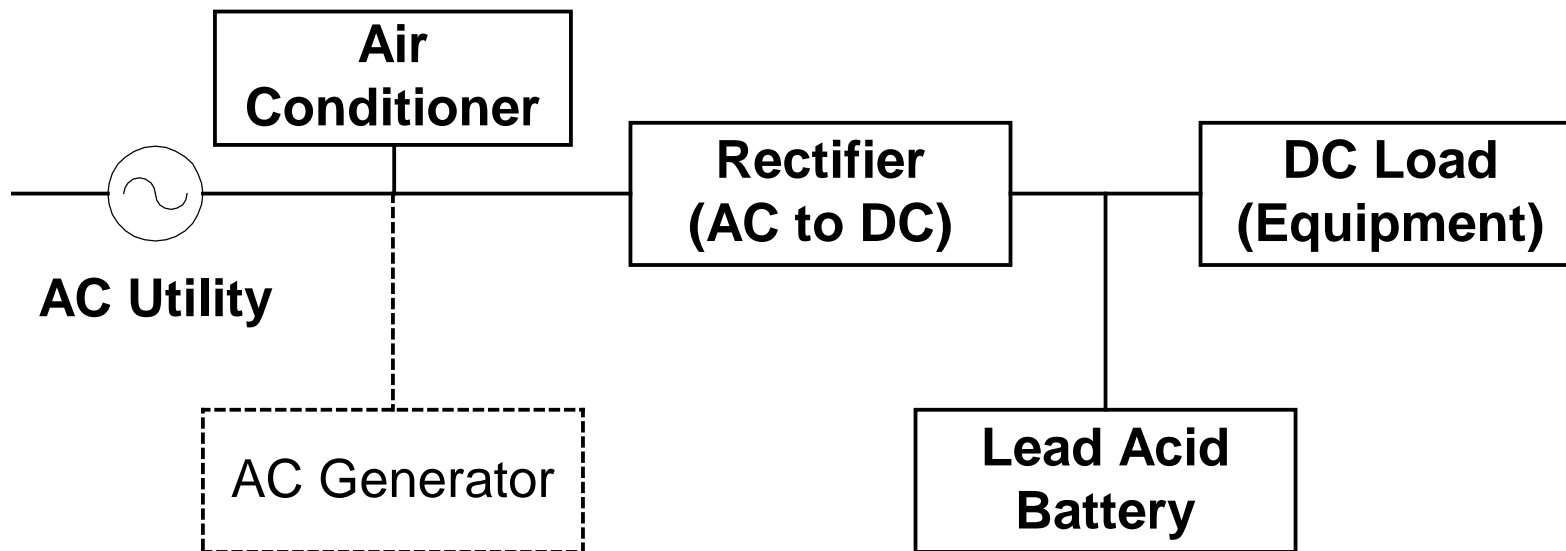 Air
Conditioner
Rectifier
(AC to DC)
DC Load
(Equipment)
AC Utility
AC Generator
Lead Acid
Battery